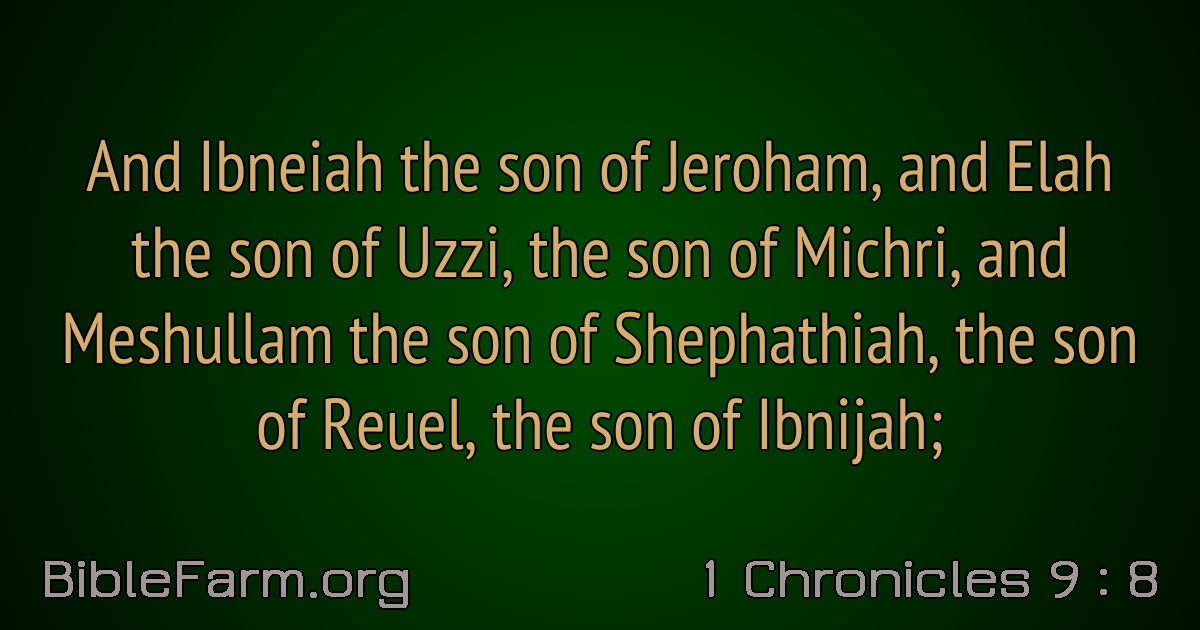 And Ibneiah the son of Jeroham, and Elah
the son of Uzzi, the son of Michri, and
Meshullam the son of Shephathiah, the son
of Reuel, the son of Ibnijah;
BibleFarm.org
1 Chronicles 9 : 8